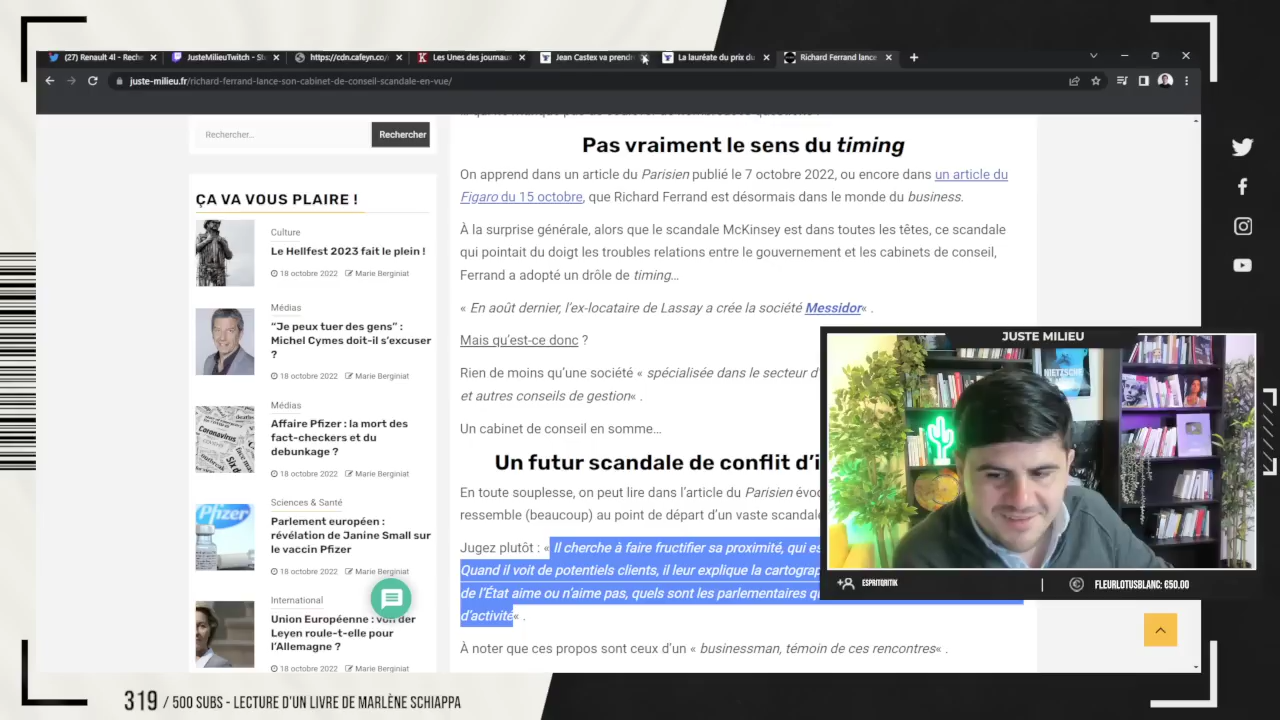 (27) Renault 4l - Reche
JusteMilieuTwitch - St
https://cdn.cafeyn.co/
Les Unes des journaux
Jean Castex va prendre
La lauréate du prix du
Richard Ferrand lance
juste-milieu.fr/richard-ferrand-lance-son-cabinet-de-conseil-scandale-en-vue/
Rechercher...
Rechercher
ÇA VA VOUS PLAIRE !
Culture
Le Hellfest 2023 fait le plein !
18 octobre 2022 Marie Berginiat
Médias
“Je peux tuer des gens” :
Michel Cymes doit-il s’excuser
?
18 octobre 2022 Marie Berginiat
Médias
Affaire Pfizer : la mort des
fact-checkers et du
debunkage ?
18 octobre 2022 Marie Berginiat
Sciences & Santé
Parlement européen :
révélation de Janine Small sur
le vaccin Pfizer
18 octobre 2022 Marie Berginiat
International
Union Européenne : von der
Leyen roule-t-elle pour
l’Allemagne ?
18 octobre 2022 Marie Berginiat
Coronavirus
Pfizer
Pas vraiment le sens du timing
On apprend dans un article du Parisien publié le 7 octobre 2022, ou encore dans un article du
Figaro du 15 octobre, que Richard Ferrand est désormais dans le monde du business.
À la surprise générale, alors que le scandale McKinsey est dans toutes les têtes, ce scandale
qui pointait du doigt les troubles relations entre le gouvernement et les cabinets de conseil,
Ferrand a adopté un drôle de timing…
« En août dernier, l’ex-locataire de Lassay a crée la société Messidor« .
Mais qu’est-ce donc ?
Rien de moins qu’une société « spécialisée dans le secteur d’
et autres conseils de gestion« .
Un cabinet de conseil en somme…
Un futur scandale de conflit d’i
En toute souplesse, on peut lire dans l’article du Parisien évo
ressemble (beaucoup) au point de départ d’un vaste scandale
Jugez plutôt : « Il cherche à faire fructifier sa proximité, qui es
Quand il voit de potentiels clients, il leur explique la cartograp
de l’État aime ou n’aime pas, quels sont les parlementaires qu
d’activité« .
À noter que ces propos sont ceux d’un « businessman, témoin de ces rencontres« .
JUSTE MILIEU
NIETZSCHE
ESPRITORITIK
FLEURLOTUSBLANC: €50.00
319 / 500 SUBS - LECTURE D'UN LIVRE DE MARLÈNE SCHIAPPA